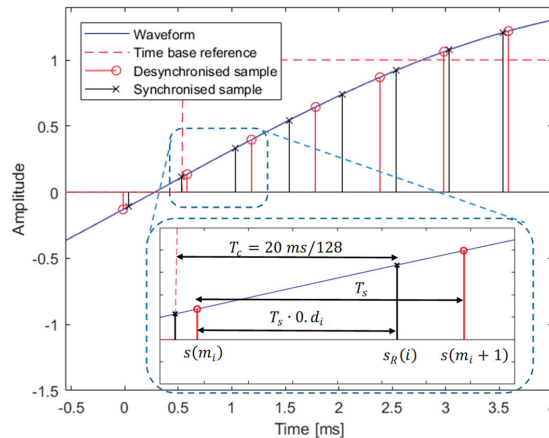 Waveform
Time base reference
Desynchronised sample
Synchronised sample
1
0.5
0
-0.5
-1
-1.5
Amplitude
T_c = 20 ms/128
T_s
T_s · 0. d_i
s(m_i)
s_R(i)
s(m_i + 1)
-0.5 0 0.5 1 1.5 2 2.5 3 3.5 4
Time [ms]